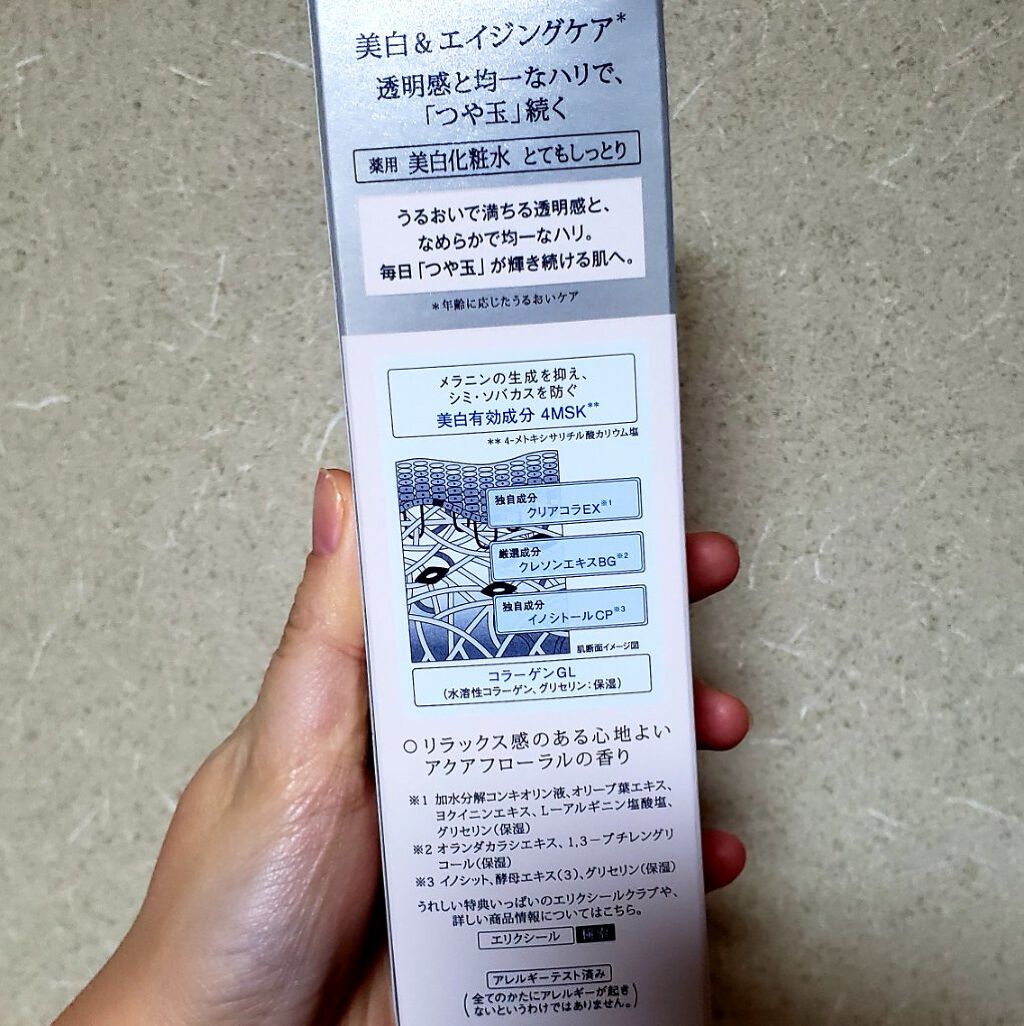 美白&エイジングケア*
透明感と均一なハリで、
「つや玉」続く
薬用 美白化粧水 とてもしっとり
うるおいで満ちる透明感と、
なめらかで均一なハリ。
毎日「つや玉」が輝き続ける肌へ。
*年齢に応じたうるおいケア
メラニンの生成を抑え、
シミ・ソバカスを防ぐ
美白有効成分 4MSK**
** 4-メトキシサリチル酸カリウム塩
独自成分
クリアコラEX※1
厳選成分
クレソンエキスBG※2
独自成分
イノシトールCP※3
肌断面イメージ図
コラーゲンGL
(水溶性コラーゲン、グリセリン:保湿)
○リラックス感のある心地よい
アクアフローラルの香り
※1 加水分解コンキオリン液、オリーブ葉エキス、
ヨクイニンエキス、L-アルギニン塩酸塩、
グリセリン(保湿)
※2 オランダカラシエキス、1,3-ブチレングリ
コール(保湿)
※3 イノシット、酵母エキス(3)、グリセリン(保湿)
うれしい特典いっぱいのエリクシールクラブや、
詳しい商品情報についてはこちら。
エリクシール 検索
アレルギーテスト済み
(全てのかたにアレルギーが起き
ないというわけではありません。)